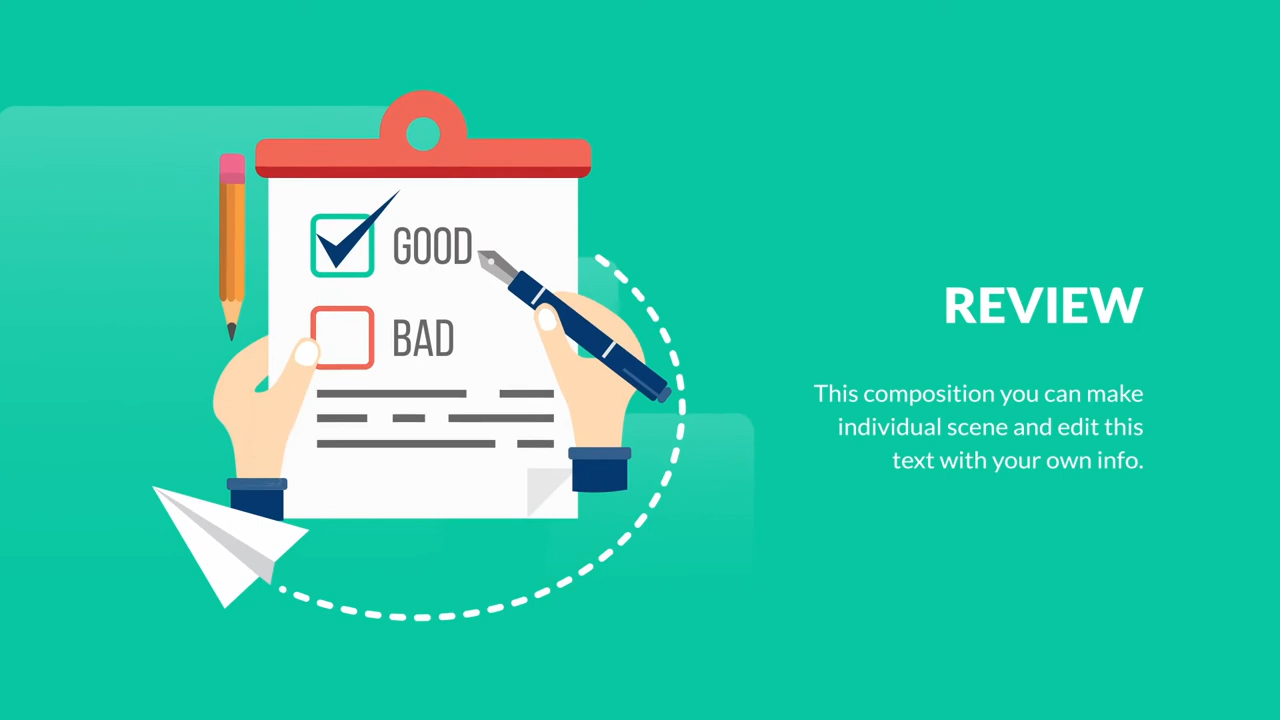 GOOD
BAD
REVIEW
This composition you can make
individual scene and edit this
text with your own info.